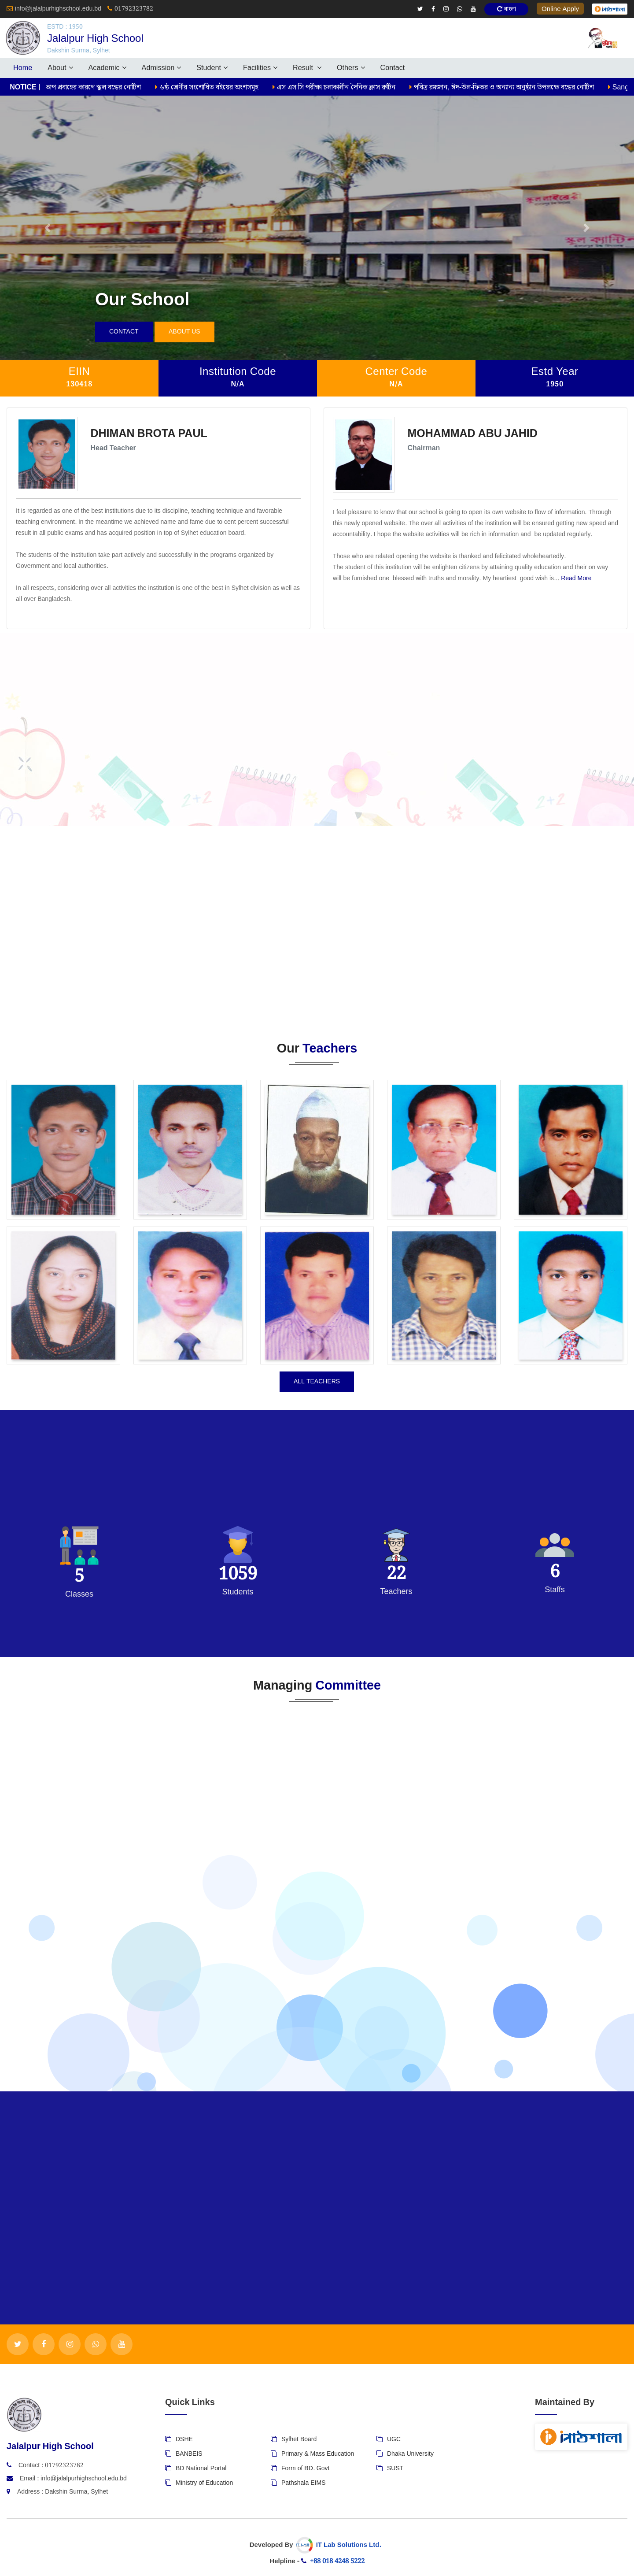 info@jalalpurhighschool.edu.bd 01792323782
বাংলা Online Apply পাঠশালা
ESTD : 1950
Jalalpur High School
Dakshin Surma, Sylhet
Home About Academic Admission Student Facilities Result Others Contact
NOTICE | তাপ প্রবাহের কারণে স্কুল বন্ধের নোটিশ ৬ষ্ঠ শ্রেণীর সংশোধিত বইয়ের অংশসমূহ এস এস সি পরীক্ষা চলাকালীন দৈনিক ক্লাস রুটিন পবিত্র রমজান, ঈদ-উল-ফিতর ও অন্যান্য অনুষ্ঠান উপলক্ষে বন্ধের নোটিশ
Our School
CONTACT ABOUT US
EIIN Institution Code Center Code Estd Year
130418 N/A N/A 1950
DHIMAN BROTA PAUL
Head Teacher
It is regarded as one of the best institutions due to its discipline, teaching technique and favorable
teaching environment. In the meantime we achieved name and fame due to cent percent successful
result in all public exams and has acquired position in top of Sylhet education board.
The students of the institution take part actively and successfully in the programs organized by
Government and local authorities.
In all respects, considering over all activities the institution is one of the best in Sylhet division as well as
all over Bangladesh.
MOHAMMAD ABU JAHID
Chairman
I feel pleasure to know that our school is going to open its own website to flow of information. Through
this newly opened website. The over all activities of the institution will be ensured getting new speed and
accountability. I hope the website activities will be rich in information and be updated regularly.
Those who are related opening the website is thanked and felicitated wholeheartedly.
The student of this institution will be enlighten citizens by attaining quality education and their on way
will be furnished one blessed with truths and morality. My heartiest good wish is... Read More
Our Teachers
ALL TEACHERS
5 1059 22 6
Classes Students Teachers Staffs
Managing Committee
Jalalpur High School
Contact : 01792323782
Email : info@jalalpurhighschool.edu.bd
Address : Dakshin Surma, Sylhet
Quick Links
DSHE Sylhet Board UGC
BANBEIS Primary & Mass Education Dhaka University
BD National Portal Form of BD. Govt SUST
Ministry of Education Pathshala EIMS
Maintained By
পাঠশালা
Developed By IT LAB IT Lab Solutions Ltd.
Helpline - +88 018 4248 5222